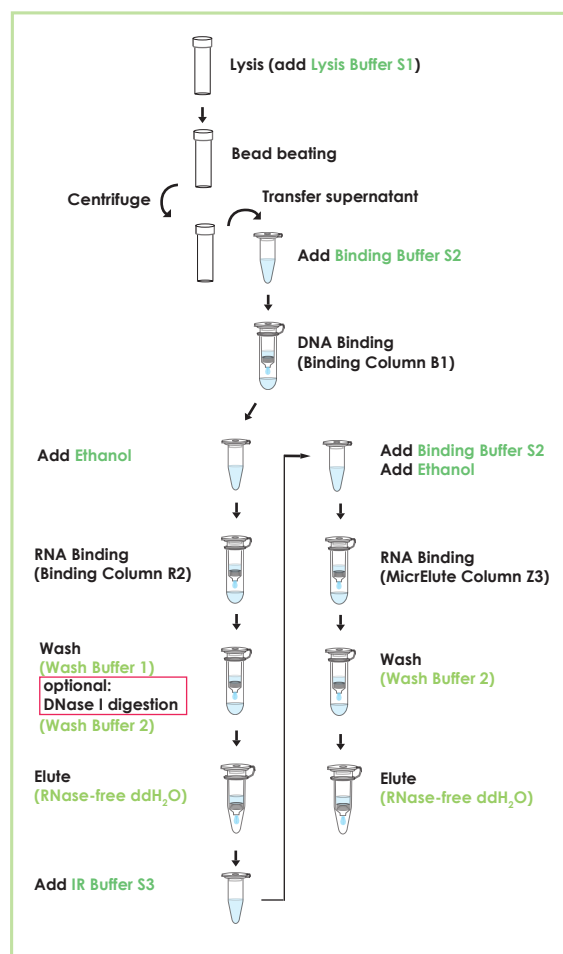 Lysis (add Lysis Buffer S1)
Bead beating
Centrifuge
Transfer supernatant
Add Binding Buffer S2
DNA Binding
(Binding Column B1)
Add Ethanol
RNA Binding
(Binding Column R2)
Wash
(Wash Buffer 1)
optional:
DNase I digestion
(Wash Buffer 2)
Elute
(RNase-free ddH₂O)
Add IR Buffer S3
Add Binding Buffer S2
Add Ethanol
RNA Binding
(MicrElute Column Z3)
Wash
(Wash Buffer 2)
Elute
(RNase-free ddH₂O)